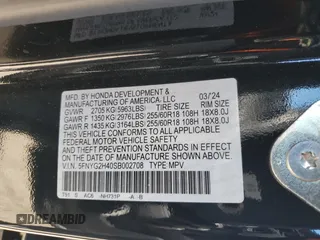 MFD. BY HONDA DEVELOPMENT &
MANUFACTURING OF AMERICA, LLC 03/24
GVWR 2705 KG(5963LBS) TIRE SIZE RIM SIZE
GAWR F 1350 KG(2976LBS) 255/60R18 108H 18X8.0J
GAWR R 1435 KG(3164LBS) 255/60R18 108H 18X8.0J
THIS VEHICLE CONFORMS TO ALL APPLICABLE
FEDERAL MOTOR VEHICLE SAFETY AND THEFT
PREVENTION STANDARDS IN EFFECT ON THE DATE
OF MANUFACTURE SHOWN ABOVE.
V.I.N. 5FNYG2H40SB002708 TYPE MPV
NH731P -A B
© DREAMBID